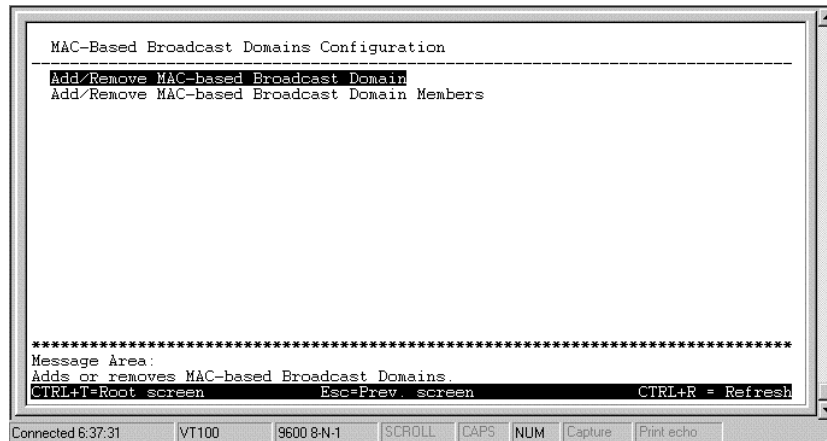 MAC-Based Broadcast Domains Configuration
Add/Remove MAC-based Broadcast Domain
Add/Remove MAC-based Broadcast Domain Members
********************************************************************************
Message Area:
Adds or removes MAC-based Broadcast Domains.
CTRL+T=Root screen Esc=Prev. screen CTRL+R = Refresh
Connected 6:37:31 VT100 9600 8-N-1 SCROLL CAPS NUM Capture Print echo